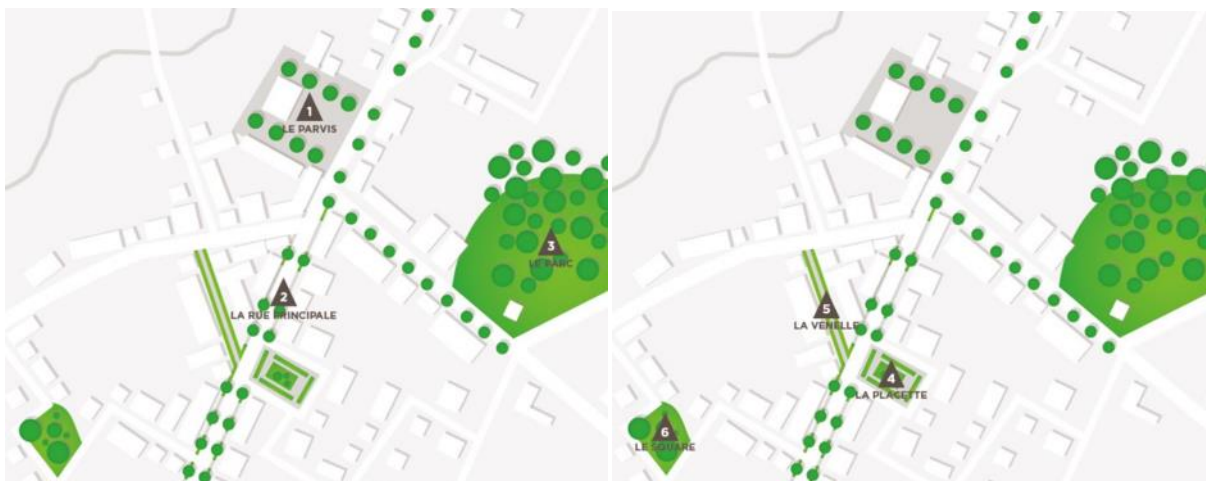 1
LE PARVIS
3
LE PARC
2
LA RUE PRINCIPALE
5
LA VENELLE
4
LA PLACETTE
6
LE SQUARE